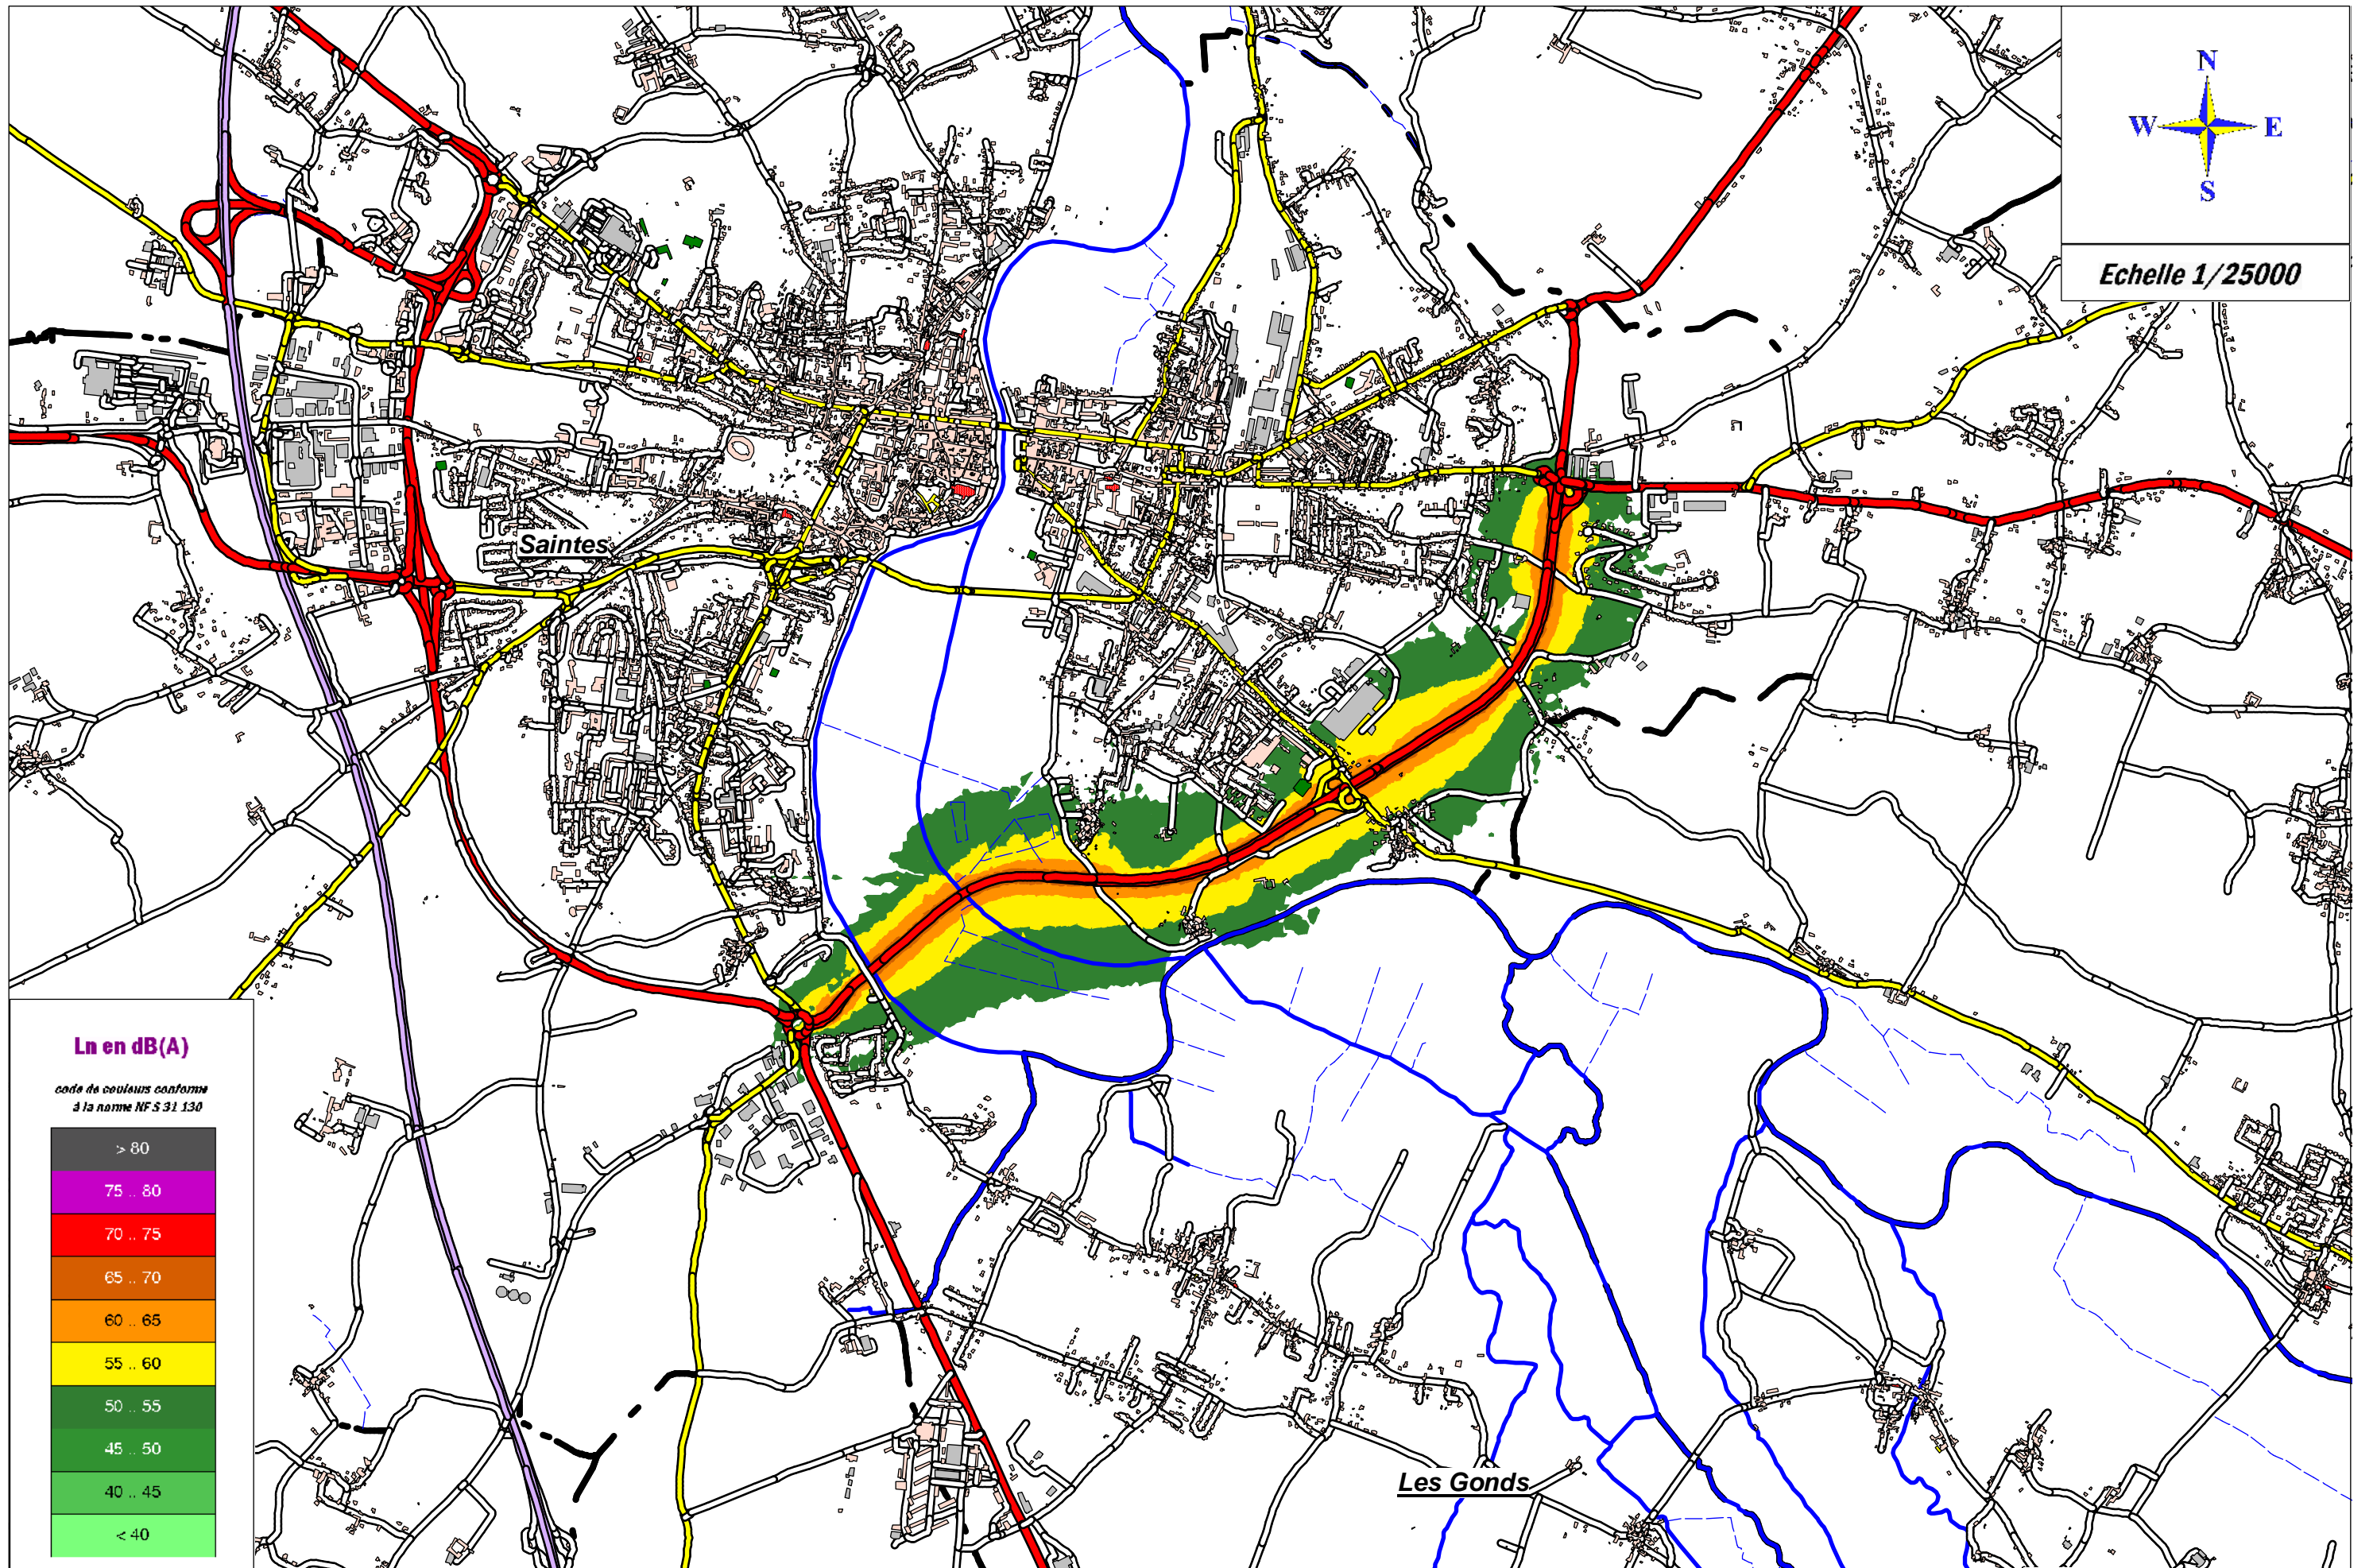 N
W E
S
Echelle 1/25000
Saintes
Les Gonds
Ln en dB(A)
code de couleurs conforme
à la norme NF S 31 130
> 80
75 .. 80
70 .. 75
65 .. 70
60 .. 65
55 .. 60
50 .. 55
45 .. 50
40 .. 45
< 40